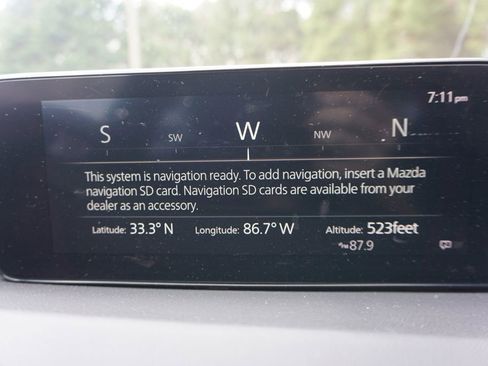 7:11pm
S SW W NW N
This system is navigation ready. To add navigation, insert a Mazda
navigation SD card. Navigation SD cards are available from your
dealer as an accessory.
Latitude: 33.3° N Longitude: 86.7° W Altitude: 523feet
87.9